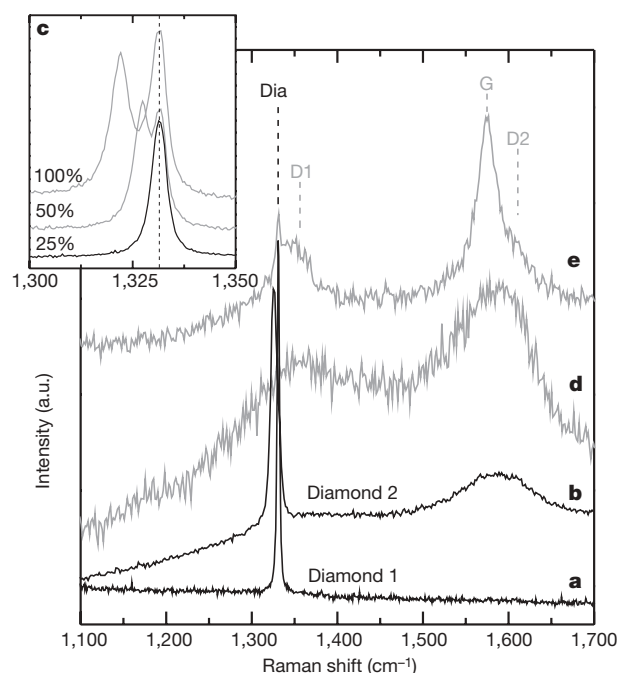 c
100%
50%
25%
1,300 1,325 1,350
Dia
D1
G
D2
e
d
Diamond 2
b
Diamond 1
a
Intensity (a.u.)
1,100 1,200 1,300 1,400 1,500 1,600 1,700
Raman shift (cm–1)